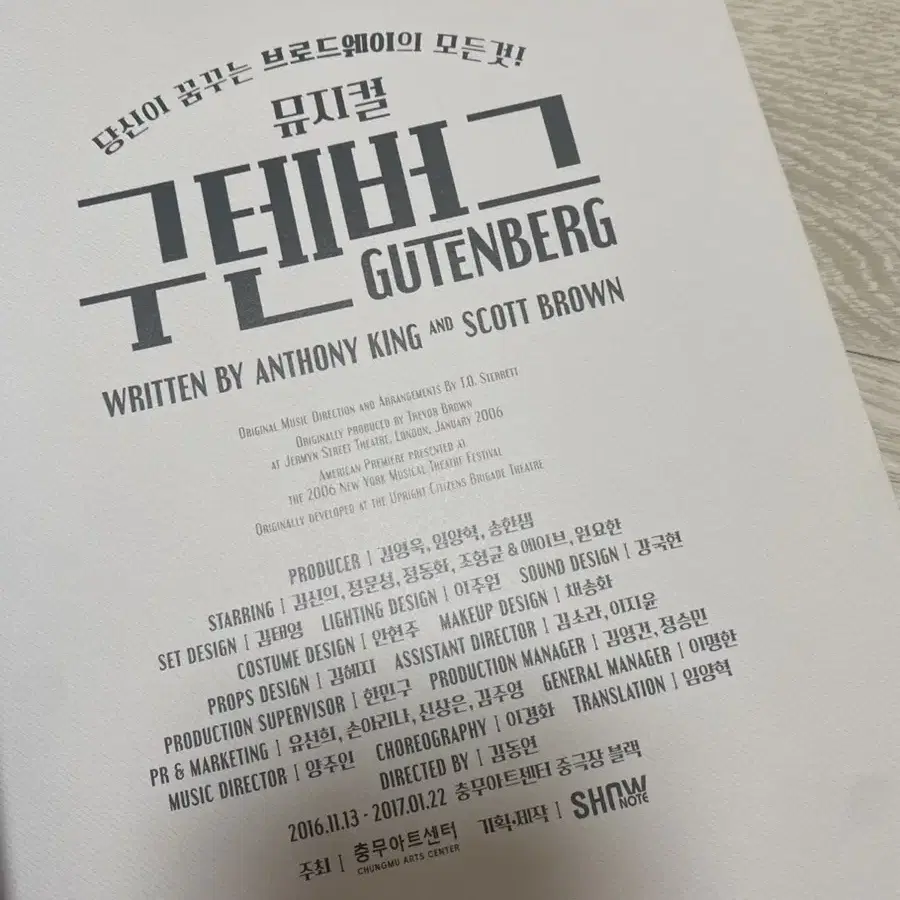 당신이 꿈꾸는 브로드웨이의 모든것!
뮤지컬
구텐버그
GUTENBERG
WRITTEN BY ANTHONY KING AND SCOTT BROWN
ORIGINAL MUSIC DIRECTION AND ARRANGEMENTS BY T.O. STERRETT
ORIGINALLY PRODUCED BY TREVOR BROWN
AT JERMYN STREET THEATRE, LONDON, JANUARY 2006
AMERICAN PREMIERE PRESENTED AT
THE 2006 NEW YORK MUSICAL THEATRE FESTIVAL
ORIGINALLY DEVELOPED AT THE UPRIGHT CITIZENS BRIGADE THEATRE
PRODUCER | 김영욱, 임양혁, 송한샘
STARRING | 김신의, 정문성, 정동화, 조형균 & 에이브, 원요한
SET DESIGN | 김태영 LIGHTING DESIGN | 이주원 SOUND DESIGN | 강국현
COSTUME DESIGN | 안현주 MAKEUP DESIGN | 채송화
PROPS DESIGN | 김혜지 ASSISTANT DIRECTOR | 김소라, 이지윤
PRODUCTION SUPERVISOR | 한민구 PRODUCTION MANAGER | 김영건, 정승민
PR & MARKETING | 유선희, 손아리나, 신상은, 김주영 GENERAL MANAGER | 이명한
MUSIC DIRECTOR | 양주인 CHOREOGRAPHY | 이경화 TRANSLATION | 임양혁
DIRECTED BY | 김동연
2016.11.13 - 2017.01.22 충무아트센터 중극장 블랙
주최 | 충무아트센터 CHUNGMU ARTS CENTER 기획·제작 | SHOW NOTE